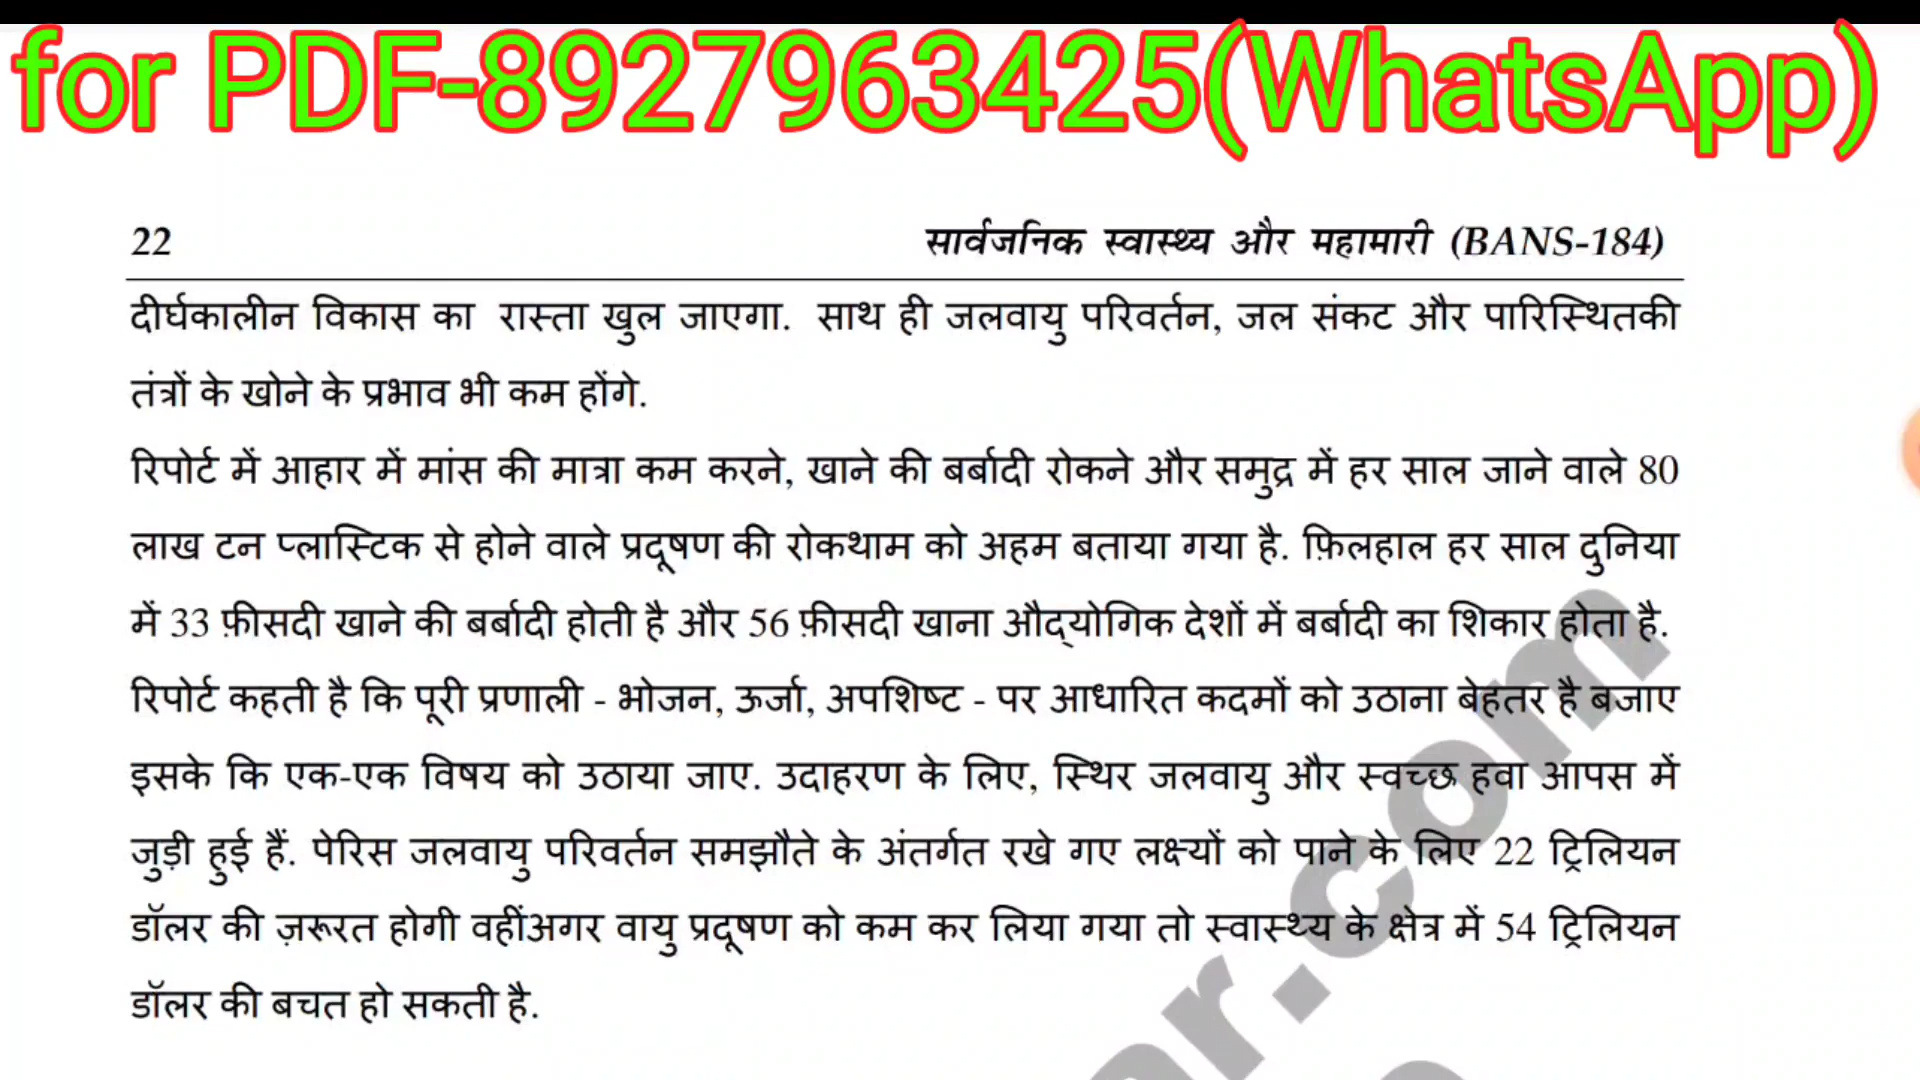 for PDF-8927963425(WhatsApp)
22 सार्वजनिक स्वास्थ्य और महामारी (BANS-184)
दीर्घकालीन विकास का रास्ता खुल जाएगा. साथ ही जलवायु परिवर्तन, जल संकट और पारिस्थितकी
तंत्रों के खोने के प्रभाव भी कम होंगे.
रिपोर्ट में आहार में मांस की मात्रा कम करने, खाने की बर्बादी रोकने और समुद्र में हर साल जाने वाले 80
लाख टन प्लास्टिक से होने वाले प्रदूषण की रोकथाम को अहम बताया गया है. फ़िलहाल हर साल दुनिया
में 33 फ़ीसदी खाने की बर्बादी होती है और 56 फ़ीसदी खाना औद्योगिक देशों में बर्बादी का शिकार होता है.
रिपोर्ट कहती है कि पूरी प्रणाली - भोजन, ऊर्जा, अपशिष्ट - पर आधारित कदमों को उठाना बेहतर है बजाए
इसके कि एक-एक विषय को उठाया जाए. उदाहरण के लिए, स्थिर जलवायु और स्वच्छ हवा आपस में
जुड़ी हुई हैं. पेरिस जलवायु परिवर्तन समझौते के अंतर्गत रखे गए लक्ष्यों को पाने के लिए 22 ट्रिलियन
डॉलर की ज़रूरत होगी वहींअगर वायु प्रदूषण को कम कर लिया गया तो स्वास्थ्य के क्षेत्र में 54 ट्रिलियन
डॉलर की बचत हो सकती है.